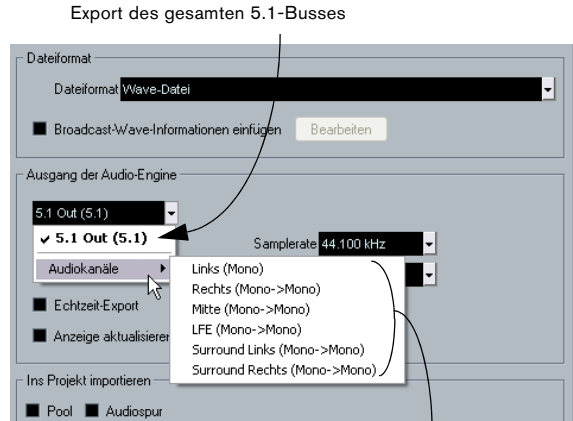 Export des gesamten 5.1-Busses
Dateiformat
Dateiformat Wave-Datei
Broadcast-Wave-Informationen einfügen Bearbeiten
Ausgang der Audio-Engine
5.1 Out (5.1)
5.1 Out (5.1)
Samplerate 44.100 kHz
Audiokanäle
Links (Mono)
Rechts (Mono->Mono)
Mitte (Mono->Mono)
LFE (Mono->Mono)
Surround Links (Mono->Mono)
Surround Rechts (Mono->Mono)
Echtzeit-Export
Anzeige aktualisieren
Ins Projekt importieren
Pool Audiospur